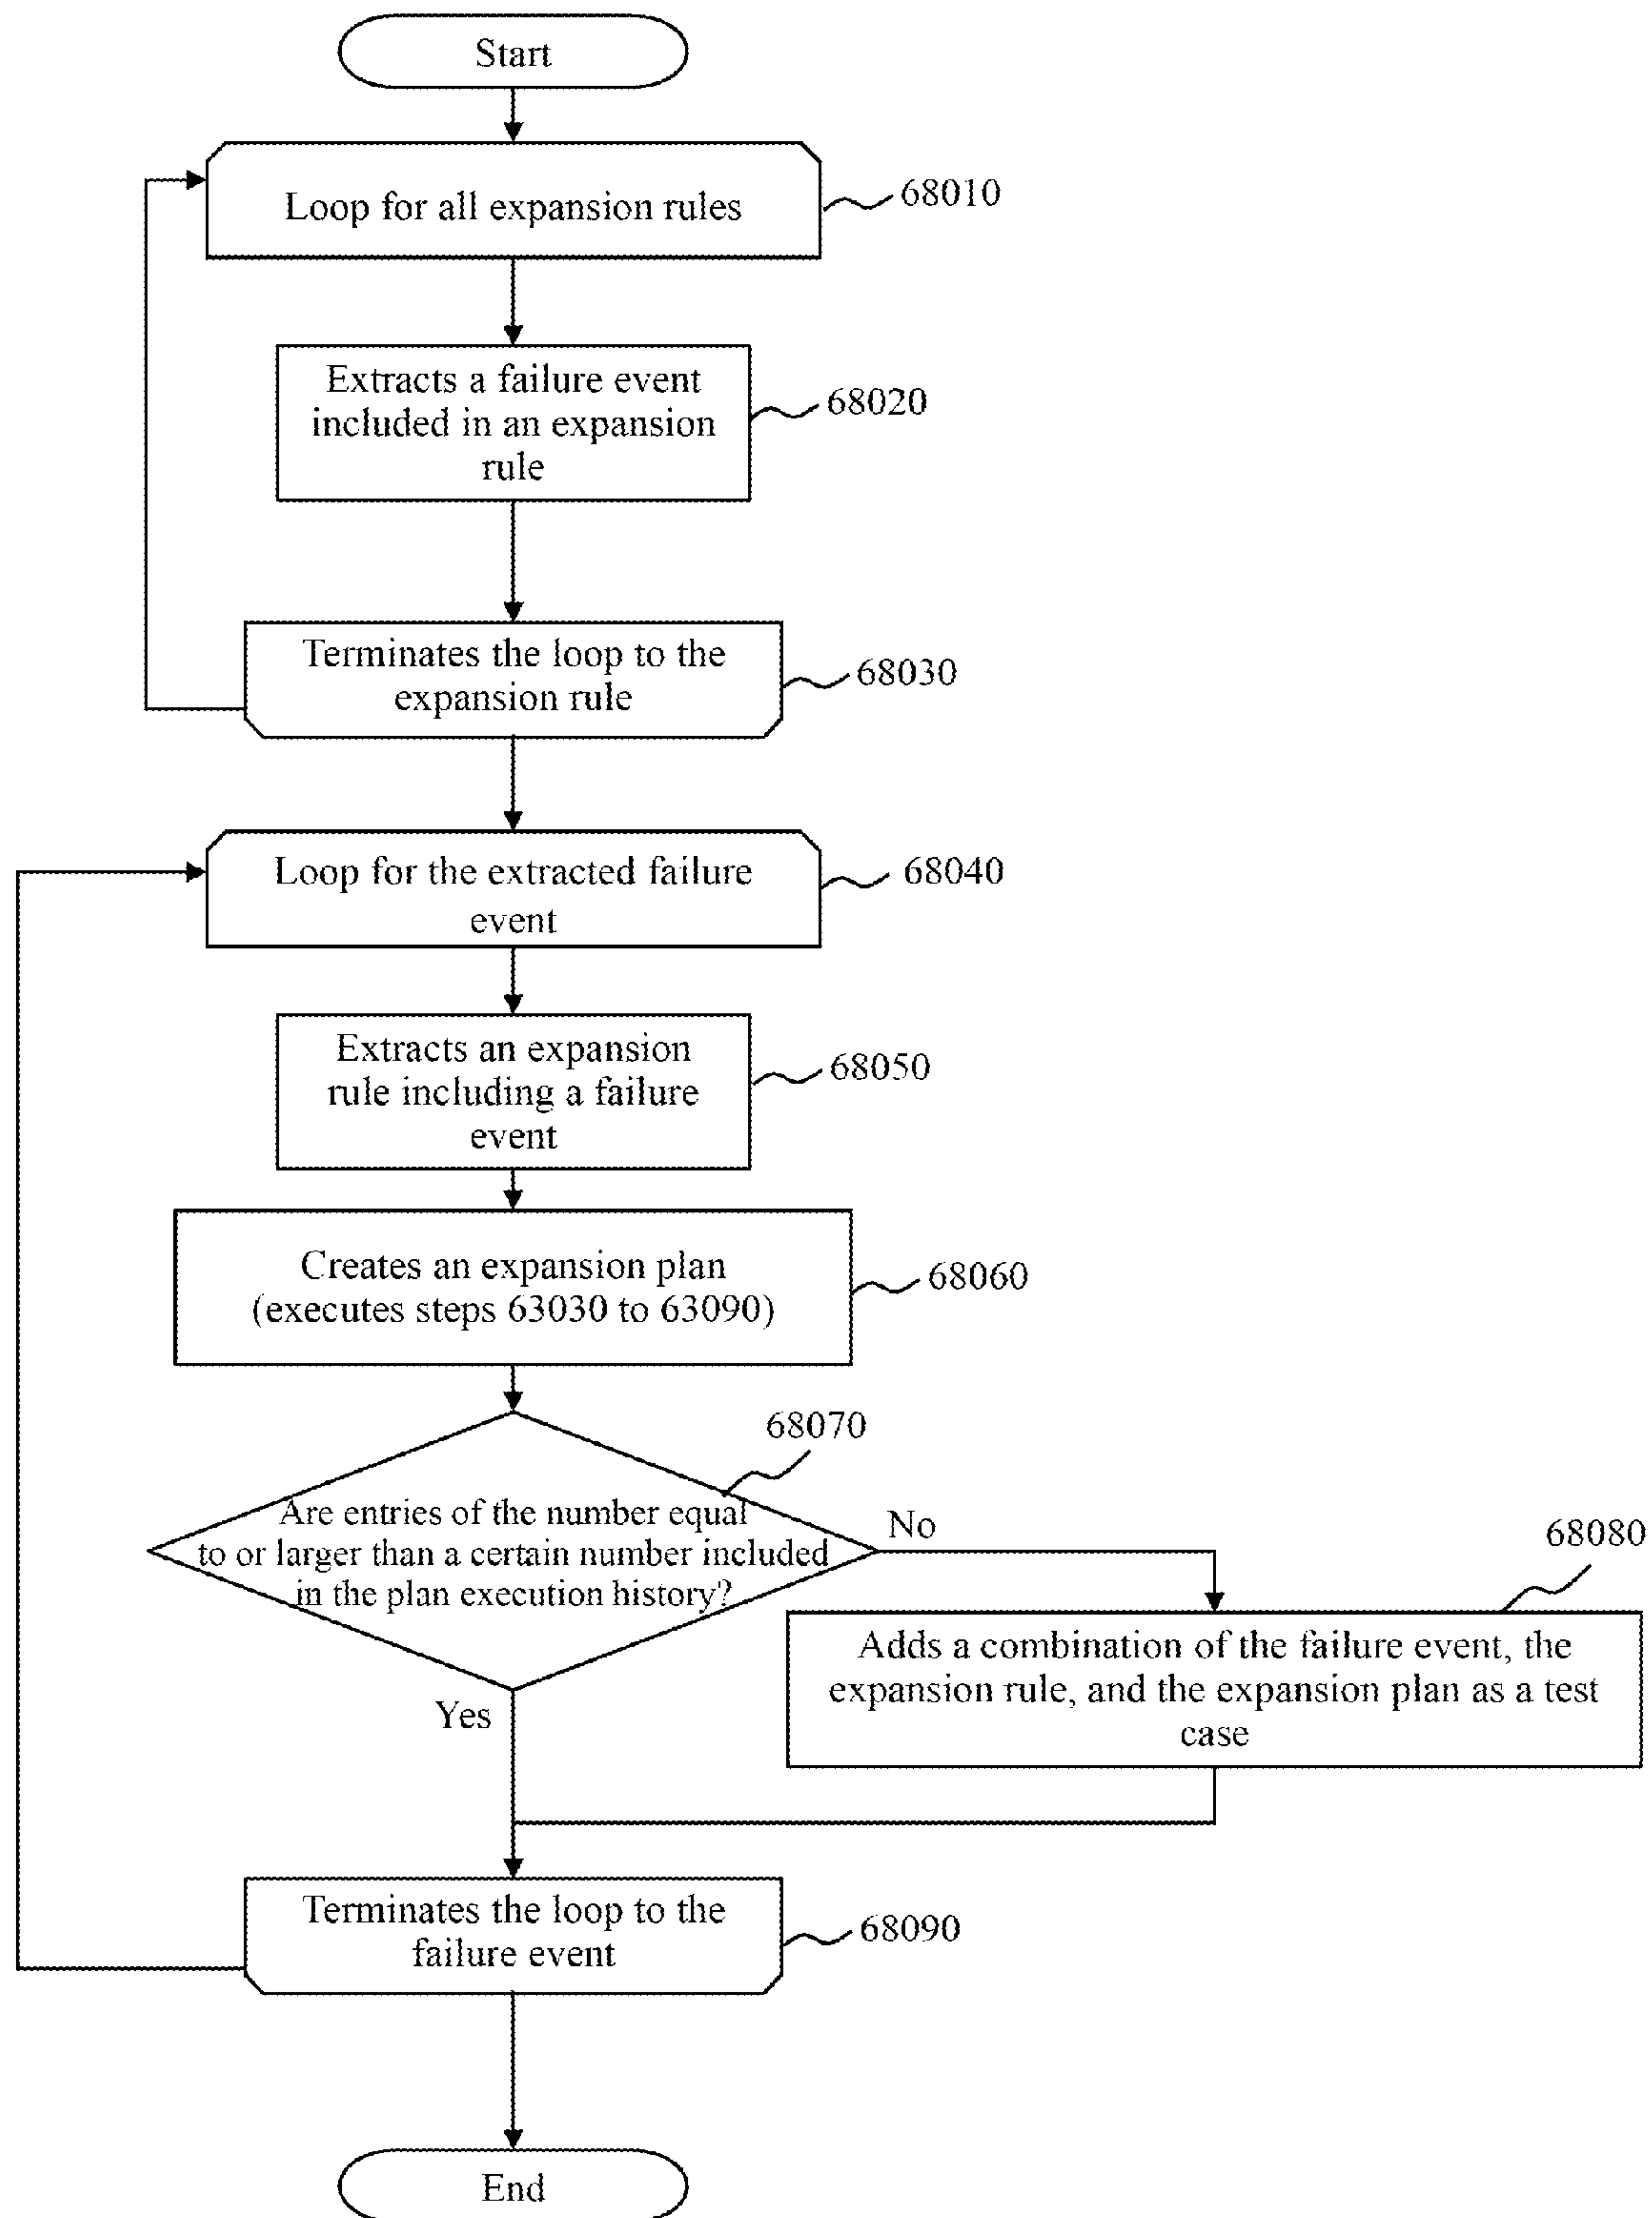 Start
Loop for all expansion rules
68010
Extracts a failure event
included in an expansion
rule
68020
Terminates the loop to the
expansion rule
68030
Loop for the extracted failure
event
68040
Extracts an expansion
rule including a failure
event
68050
Creates an expansion plan
(executes steps 63030 to 63090)
68060
68070
Are entries of the number equal
to or larger than a certain number included
in the plan execution history?
No
68080
Adds a combination of the failure event, the
expansion rule, and the expansion plan as a test
case
Yes
Terminates the loop to the
failure event
68090
End